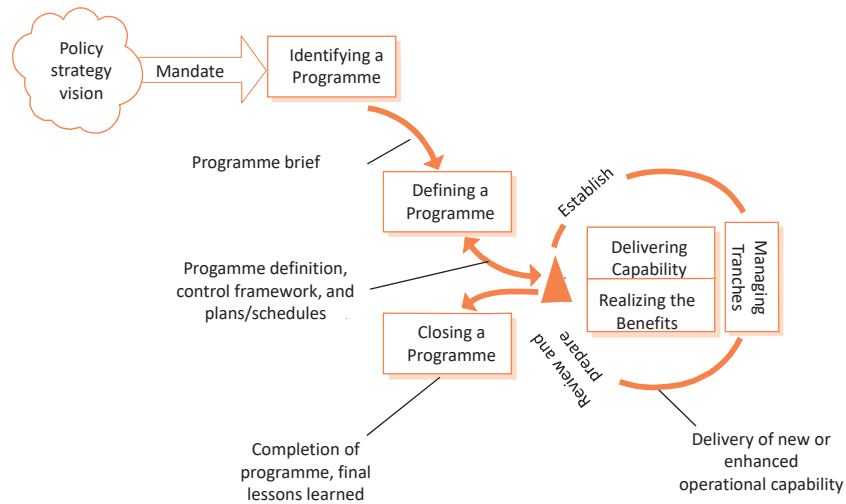 Policy
strategy
vision
Mandate
Identifying a
Programme
Programme brief
Defining a
Programme
Establish
Delivering
Capability
Realizing the
Benefits
Managing
Tranches
Progamme definition,
control framework, and
plans/schedules
Closing a
Programme
Review and
prepare
Completion of
programme, final
lessons learned
Delivery of new or
enhanced
operational capability